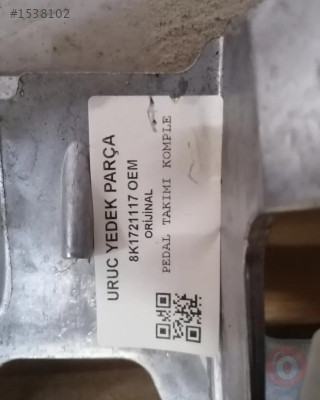 #1538102
URUC YEDEK PARÇA
8K1721117 OEM
ORİJİNAL
PEDAL TAKIMI KOMPLE